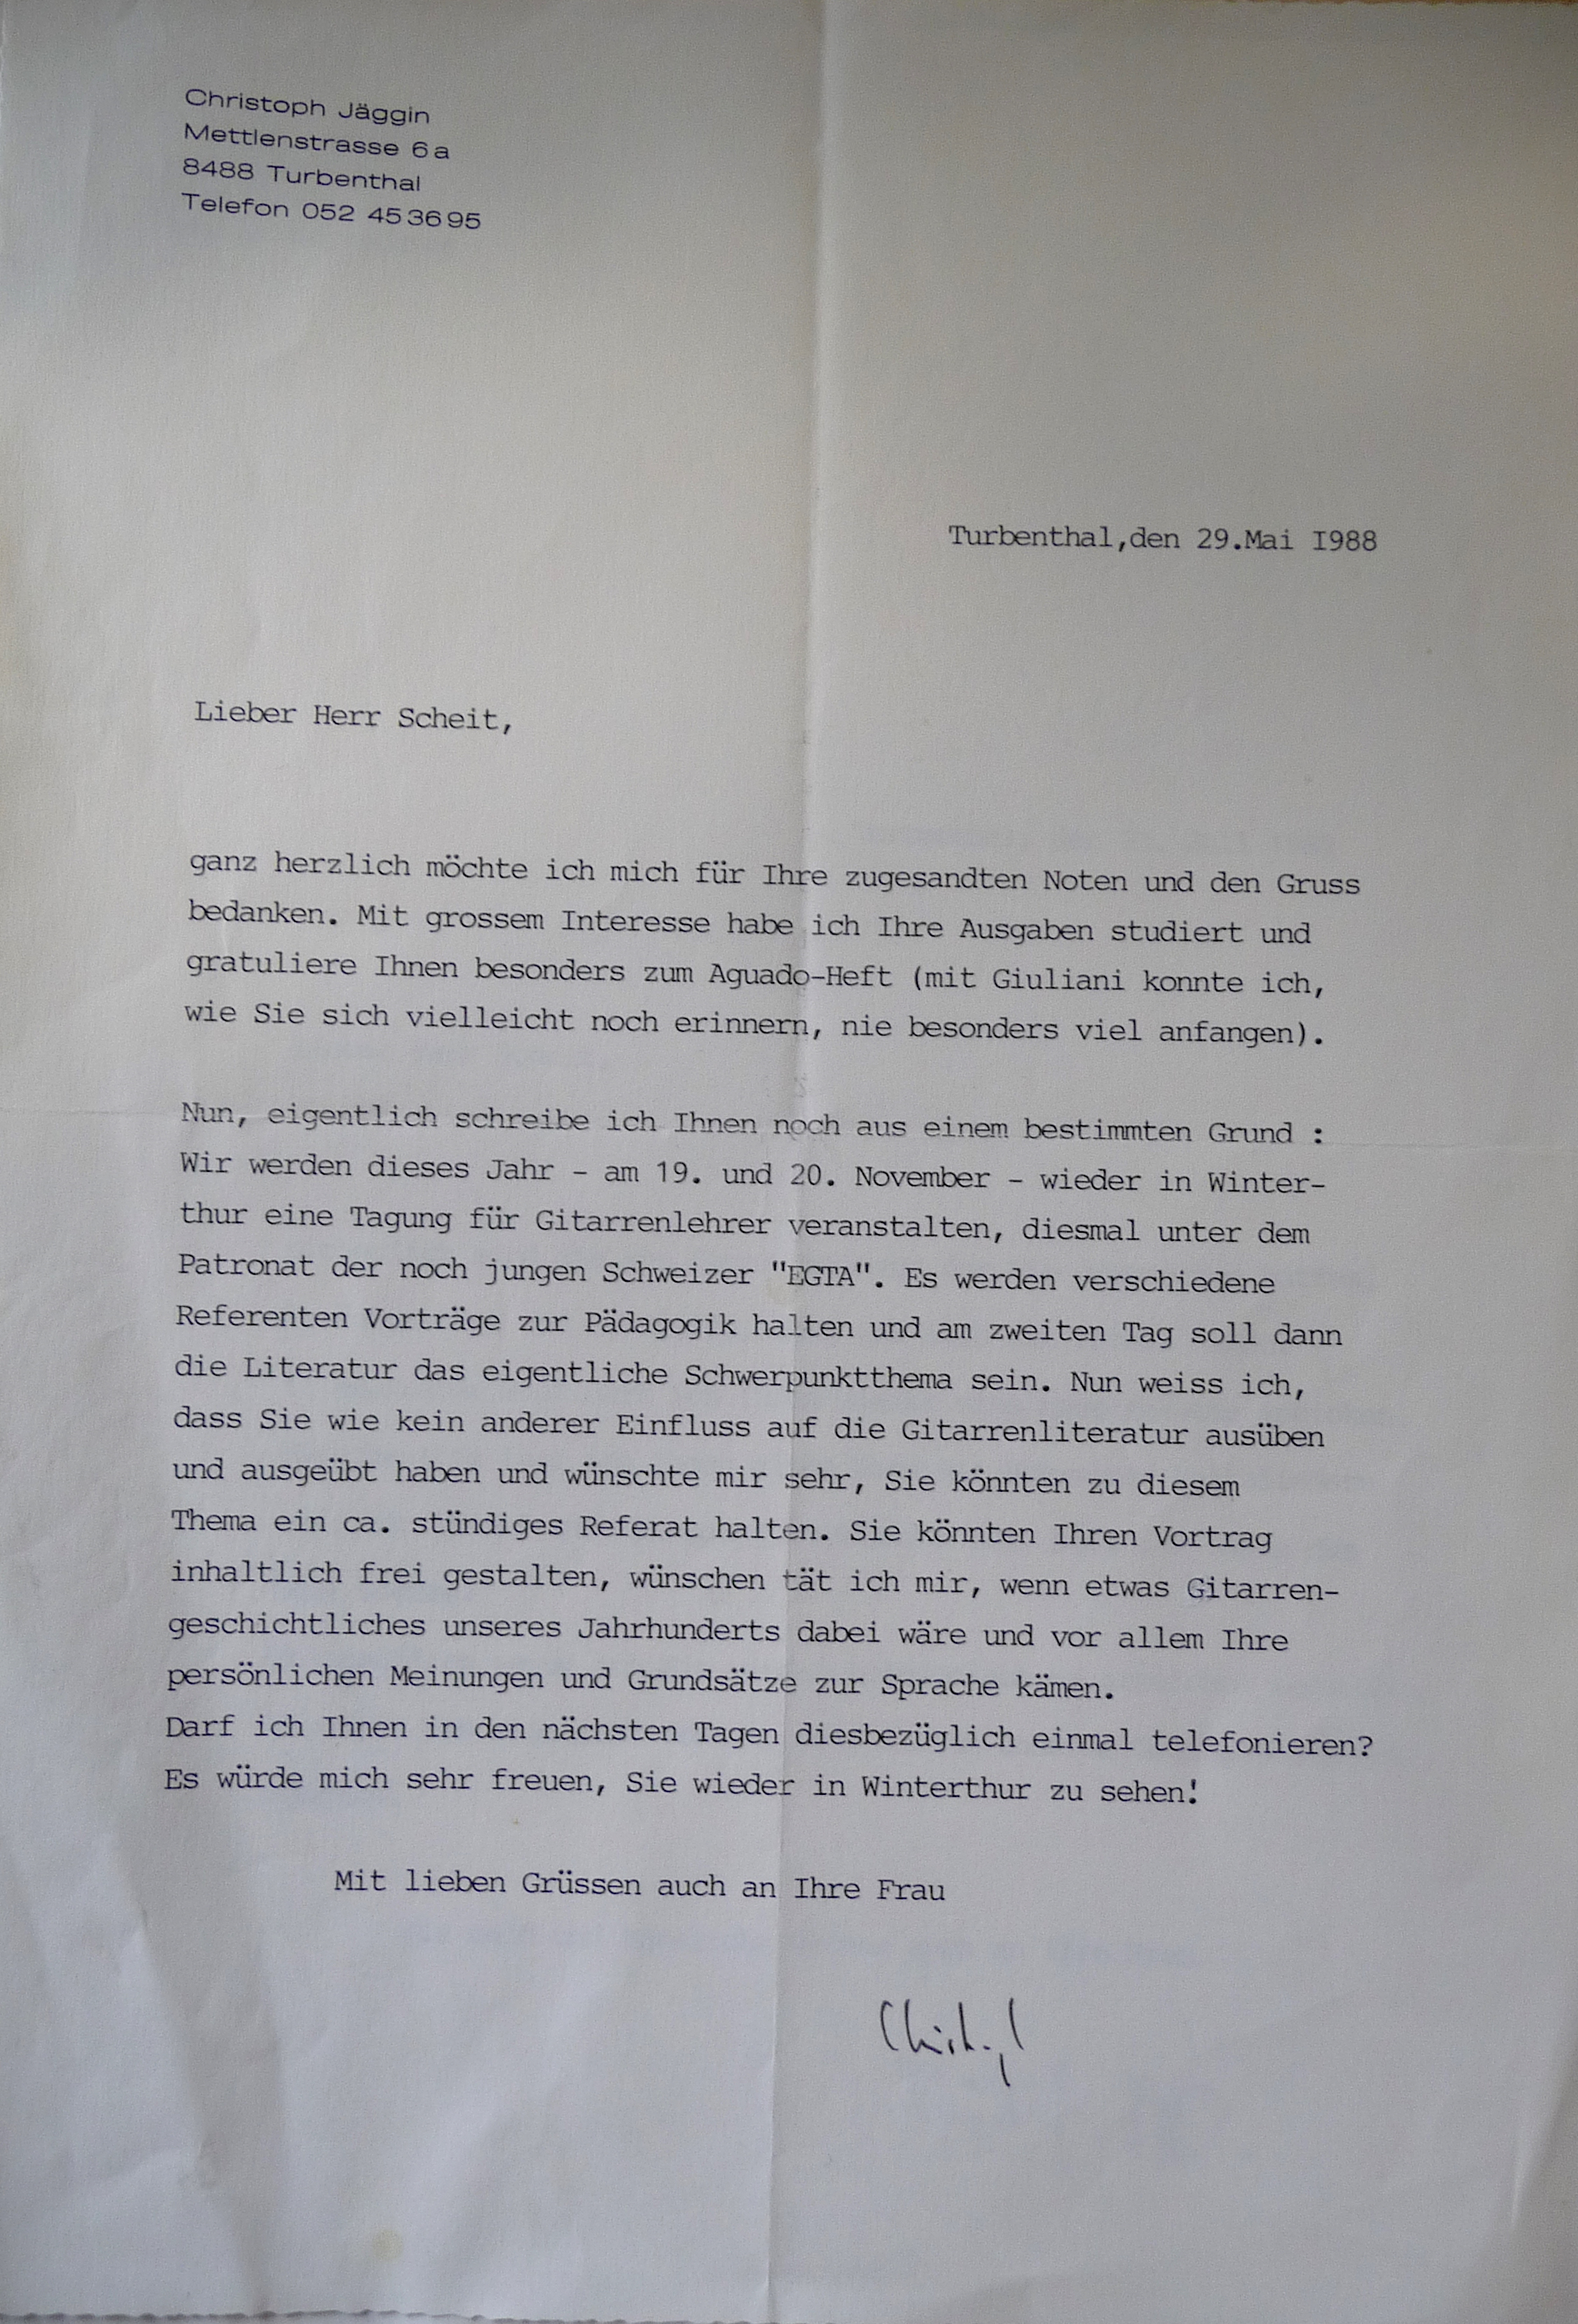 Christoph Jäggin
Mettlenstrasse 6a
8488 Turbenthal
Telefon 052 453695
Turbenthal,den 29.Mai I988
Lieber Herr Scheit,
ganz herzlich möchte ich mich für Ihre zugesandten Noten und den Gruss
bedanken. Mit grossem Interesse habe ich Ihre Ausgaben studiert und
gratuliere Ihnen besonders zum Aguado-Heft (mit Giuliani konnte ich,
wie Sie sich vielleicht noch erinnern, nie besonders viel anfangen).
Nun, eigentlich schreibe ich Ihnen noch aus einem bestimmten Grund :
Wir werden dieses Jahr - am 19. und 20. November - wieder in Winter-
thur eine Tagung für Gitarrenlehrer veranstalten, diesmal unter dem
Patronat der noch jungen Schweizer "EGTA". Es werden verschiedene
Referenten Vorträge zur Pädagogik halten und am zweiten Tag soll dann
die Literatur das eigentliche Schwerpunktthema sein. Nun weiss ich,
dass Sie wie kein anderer Einfluss auf die Gitarrenliteratur ausüben
und ausgeübt haben und wünschte mir sehr, Sie könnten zu diesem
Thema ein ca. stündiges Referat halten. Sie könnten Ihren Vortrag
inhaltlich frei gestalten, wünschen tät ich mir, wenn etwas Gitarren-
geschichtliches unseres Jahrhunderts dabei wäre und vor allem Ihre
persönlichen Meinungen und Grundsätze zur Sprache kämen.
Darf ich Ihnen in den nächsten Tagen diesbezüglich einmal telefonieren?
Es würde mich sehr freuen, Sie wieder in Winterthur zu sehen!
Mit lieben Grüssen auch an Ihre Frau
Christoph